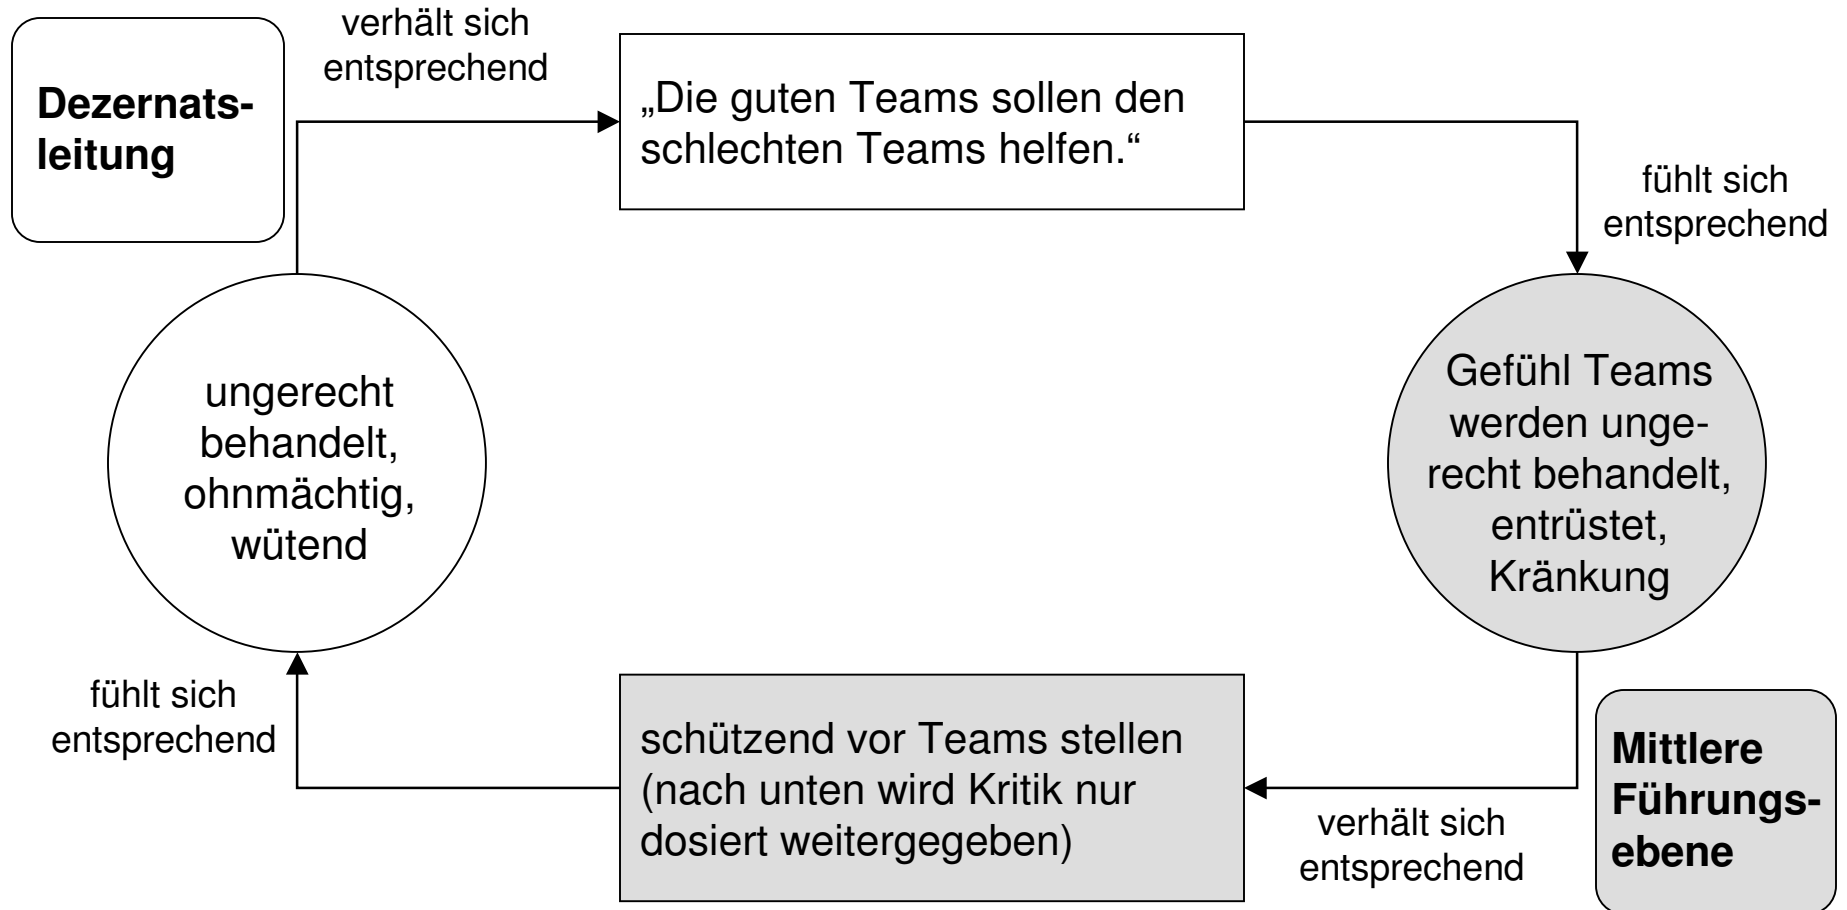 Dezernats-
leitung
verhält sich
entsprechend
„Die guten Teams sollen den
schlechten Teams helfen.“
fühlt sich
entsprechend
ungerecht
behandelt,
ohnmächtig,
wütend
Gefühl Teams
werden unge-
recht behandelt,
entrüstet,
Kränkung
fühlt sich
entsprechend
schützend vor Teams stellen
(nach unten wird Kritik nur
dosiert weitergegeben)
verhält sich
entsprechend
Mittlere
Führungs-
ebene